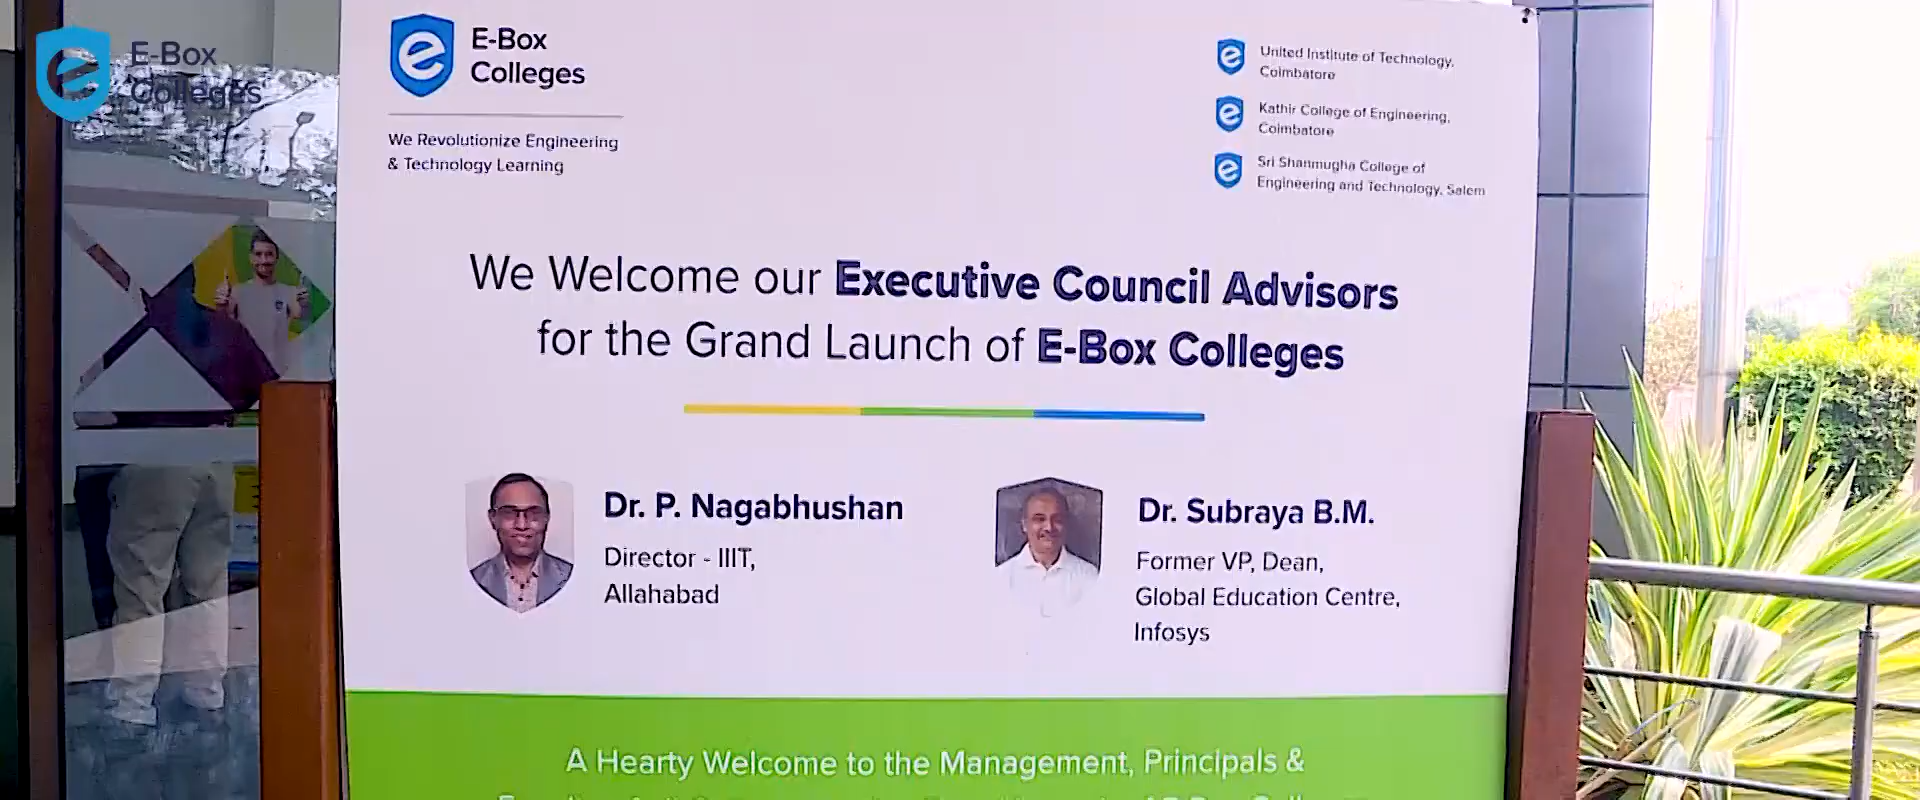 E-Box
Colleges
E-Box
Colleges
We Revolutionize Engineering
& Technology Learning
United Institute of Technology,
Coimbatore
Kathir College of Engineering,
Coimbatore
Sri Shanmugha College of
Engineering and Technology, Salem
We Welcome our Executive Council Advisors
for the Grand Launch of E-Box Colleges
Dr. P. Nagabhushan
Director - IIIT,
Allahabad
Dr. Subraya B.M.
Former VP, Dean,
Global Education Centre,
Infosys
A Hearty Welcome to the Management, Principals &